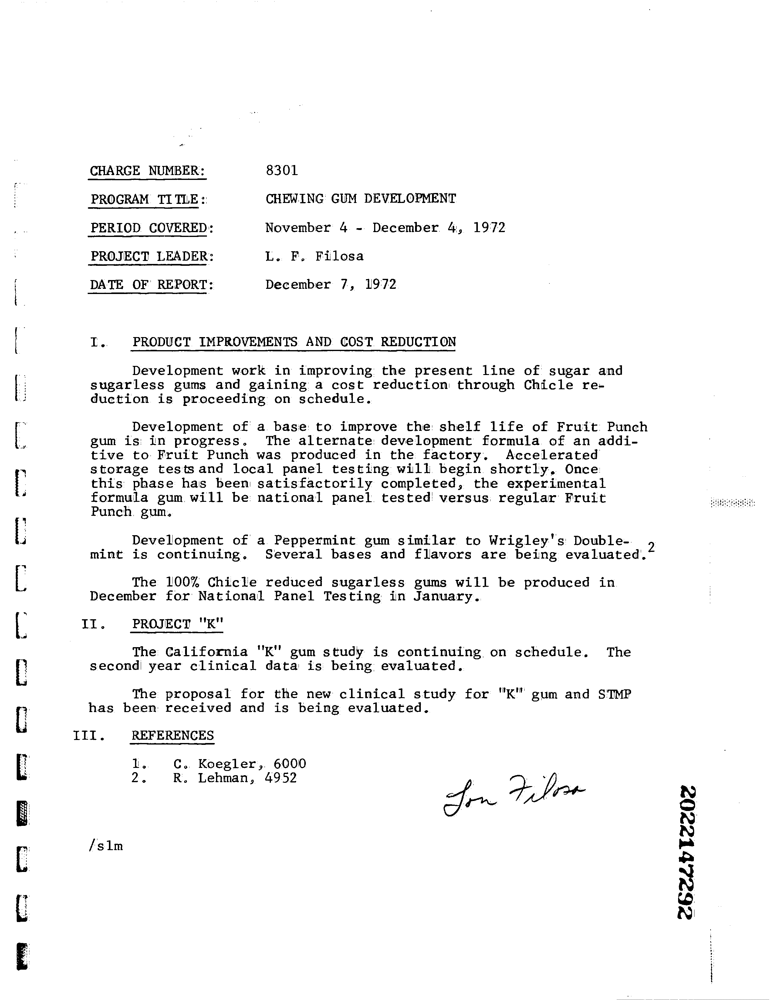 CHARGE NUMBER: 8301
PROGRAM TITLE: CHEWING GUM DEVELOPMENT
PERIOD COVERED: November 4 - December 4, 1972
PROJECT LEADER: L. F. Filosa
DATE OF REPORT: December 7, 1972
I. PRODUCT IMPROVEMENTS AND COST REDUCTION
Development work in improving the present line of sugar and
sugarless gums and gaining a cost reduction through Chicle re-
duction is proceeding on schedule.
Development of a base to improve the shelf life of Fruit Punch
gum is in progress. The alternate development formula of an addi-
tive to Fruit Punch was produced in the factory. Accelerated
storage tests and local panel testing will begin shortly. Once
this phase has been satisfactorily completed, the experimental
formula gum will be national panel tested versus regular Fruit
Punch gum.
Development of a Peppermint gum similar to Wrigley's Double-
mint is continuing. Several bases and flavors are being evaluated.2
The 100% Chicle reduced sugarless gums will be produced in
December for National Panel Testing in January.
II. PROJECT "K"
The California "K" gum study is continuing on schedule. The
second year clinical data is being evaluated.
The proposal for the new clinical study for "K" gum and STMP
has been received and is being evaluated.
III. REFERENCES
1. C. Koegler, 6000
2. R. Lehman, 4952
Lou Filosa
/slm
2022147292